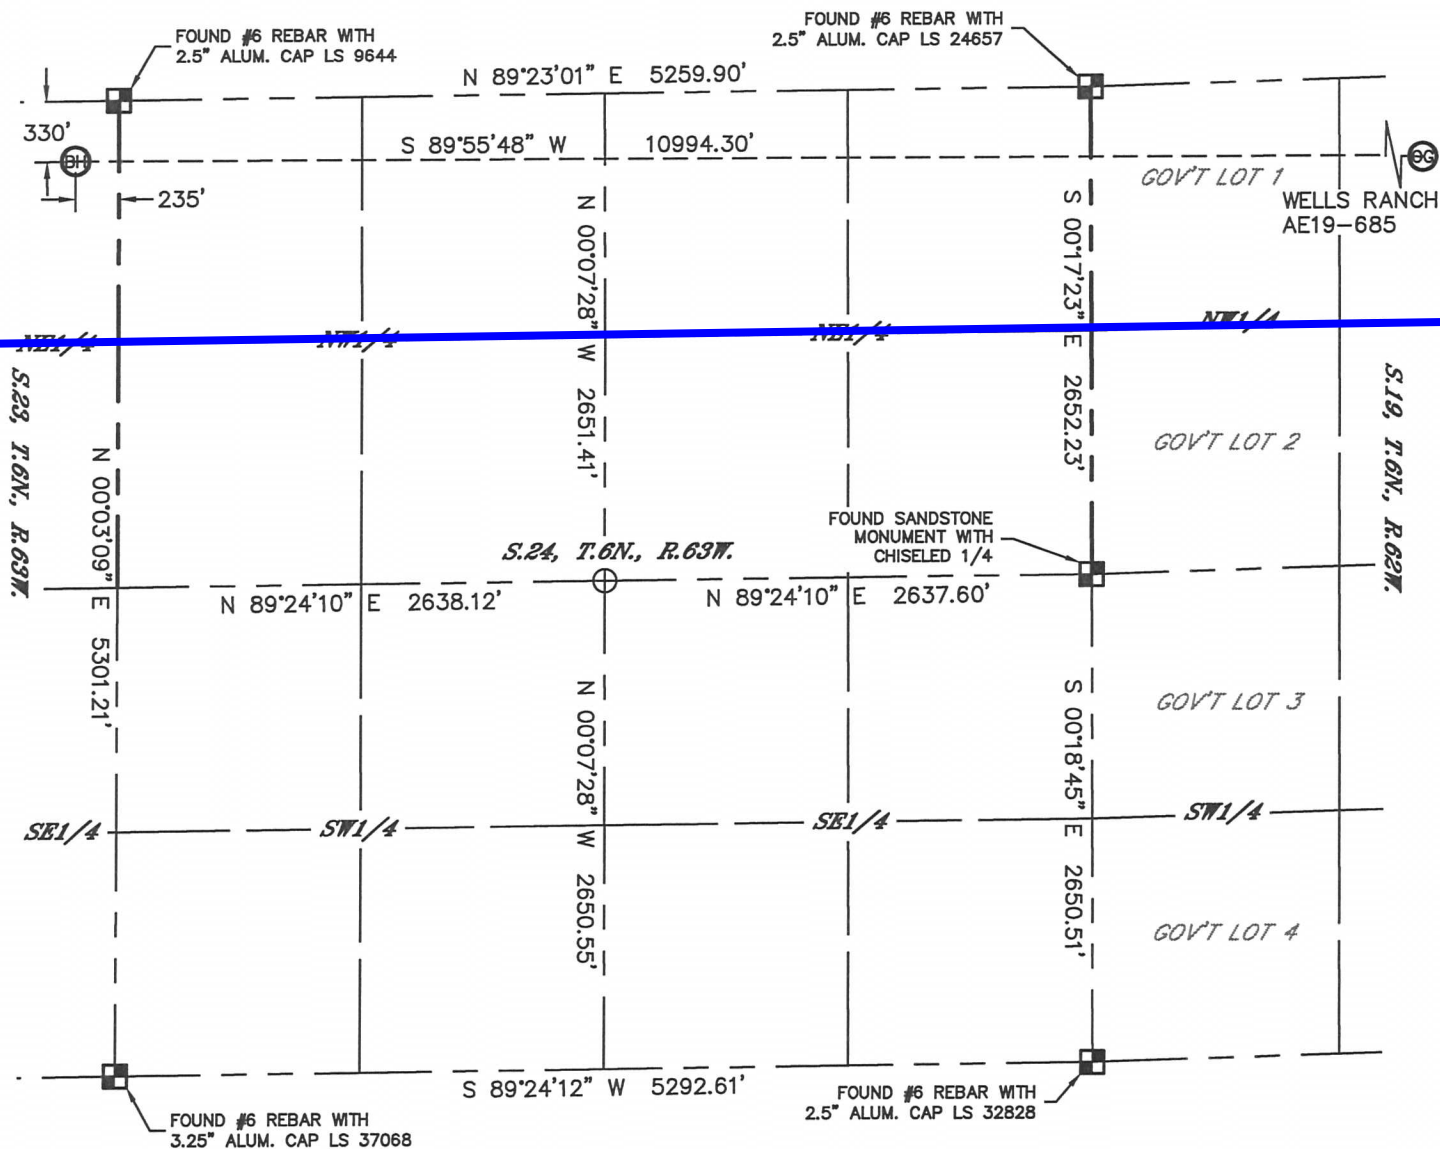 FOUND #6 REBAR WITH
2.5" ALUM. CAP LS 9644
FOUND #6 REBAR WITH
2.5" ALUM. CAP LS 24657
N 89°23'01" E 5259.90'
330'
BH
S 89°55'48" W 10994.30'
OG
235'
GOV'T LOT 1
WELLS RANCH
AE19-685
N 00°07'28" W 2651.41'
S 00°17'23" E 2652.23'
NE1/4
NW1/4
NE1/4
NW1/4
S.23, T.6N., R.63W.
S.19, T.6N., R.62W.
GOV'T LOT 2
N 00°03'09" E 5301.21'
FOUND SANDSTONE
MONUMENT WITH
CHISELED 1/4
S.24, T.6N., R.63W.
N 89°24'10" E 2638.12'
N 89°24'10" E 2637.60'
N 00°07'28" W 2650.55'
S 00°18'45" E 2650.51'
GOV'T LOT 3
SE1/4
SW1/4
SE1/4
SW1/4
GOV'T LOT 4
S 89°24'12" W 5292.61'
FOUND #6 REBAR WITH
2.5" ALUM. CAP LS 32828
FOUND #6 REBAR WITH
3.25" ALUM. CAP LS 37068